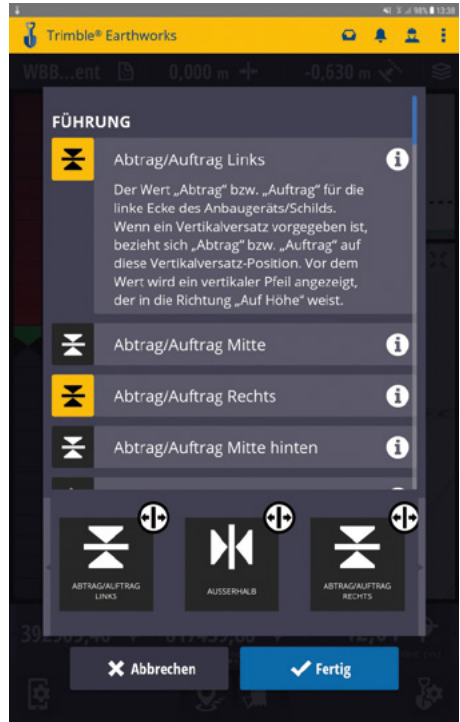 98% 13:38
Trimble® Earthworks
WBB...ent 0,000 m -0,630 m
FÜHRUNG
Abtrag/Auftrag Links
Der Wert „Abtrag“ bzw. „Auftrag“ für die
linke Ecke des Anbaugeräts/Schilds.
Wenn ein Vertikalversatz vorgegeben ist,
bezieht sich „Abtrag“ bzw. „Auftrag“ auf
diese Vertikalversatz-Position. Vor dem
Wert wird ein vertikaler Pfeil angezeigt,
der in die Richtung „Auf Höhe“ weist.
Abtrag/Auftrag Mitte
Abtrag/Auftrag Rechts
Abtrag/Auftrag Mitte hinten
ABTRAG/AUFTRAG
LINKS
AUSSERHALB
ABTRAG/AUFTRAG
RECHTS
Abbrechen
Fertig